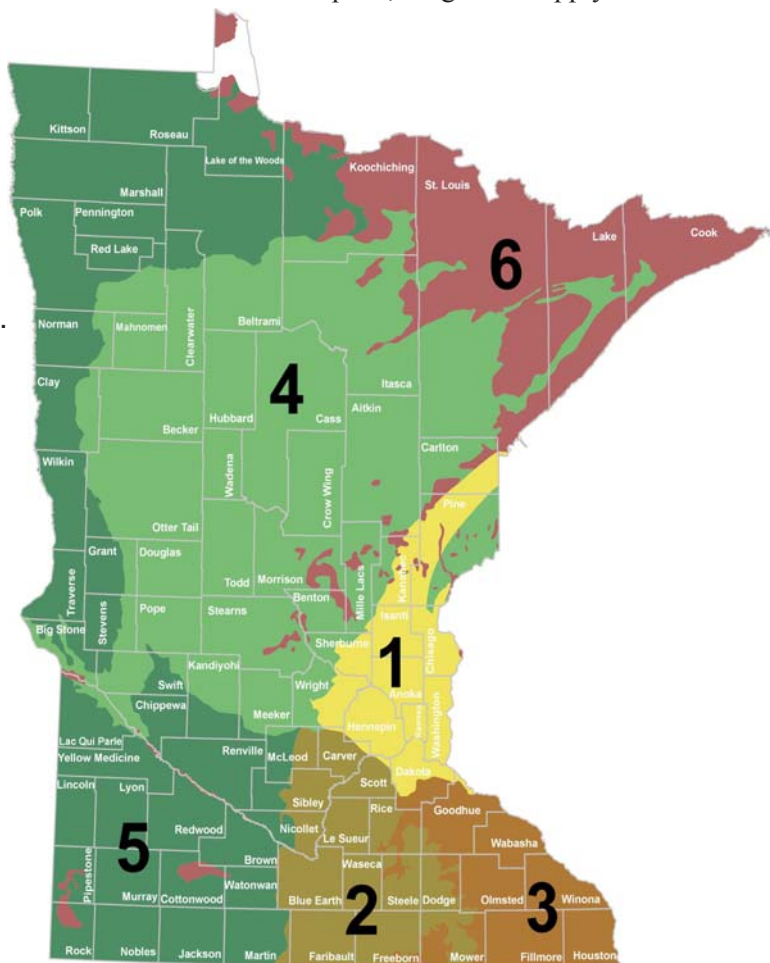 Kittson
Roseau
Lake of the Woods
Koochiching
St. Louis
Marshall
Polk
Pennington
Red Lake
Lake
Cook
6
.
Norman
Mahnomen
Clearwater
Beltrami
Clay
Becker
Hubbard
4
Cass
Itasca
Aitkin
Wilkin
Wadena
Crow Wing
Carlton
Pine
Otter Tail
Grant
Douglas
Todd
Morrison
Mille Lacs
Kanabec
Traverse
Stevens
Pope
Stearns
Benton
Isanti
Big Stone
Sherburne
1
Chisago
Swift
Kandiyohi
Wright
Anoka
Chippewa
Meeker
Hennepin
Ramsey
Washington
Lac Qui Parle
Yellow Medicine
Renville
McLeod
Carver
Dakota
Scott
Lincoln
Lyon
Sibley
Rice
Goodhue
5
Redwood
Nicollet
Le Sueur
Wabasha
Pipestone
Brown
Waseca
Murray
Cottonwood
Watonwan
Blue Earth
2
Steele
Dodge
Olmsted
3
Winona
Rock
Nobles
Jackson
Martin
Faribault
Freeborn
Mower
Fillmore
Houston